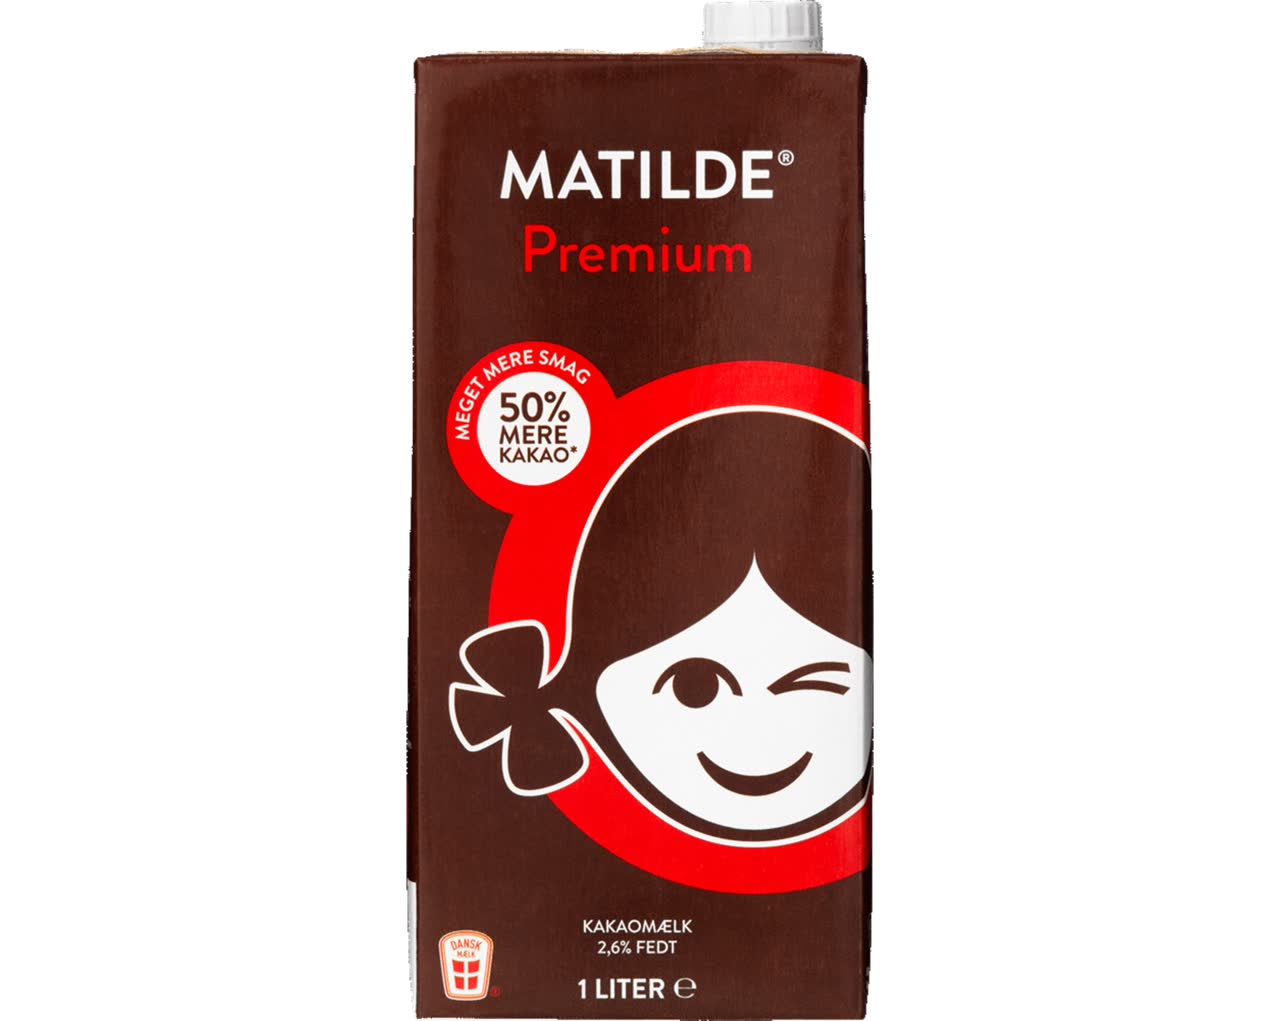 MATILDE®
Premium
MEGET MERE SMAG
50%
MERE
KAKAO*
KAKAOMÆLK
2,6% FEDT
DANSK
MÆLK
1 LITER ℮